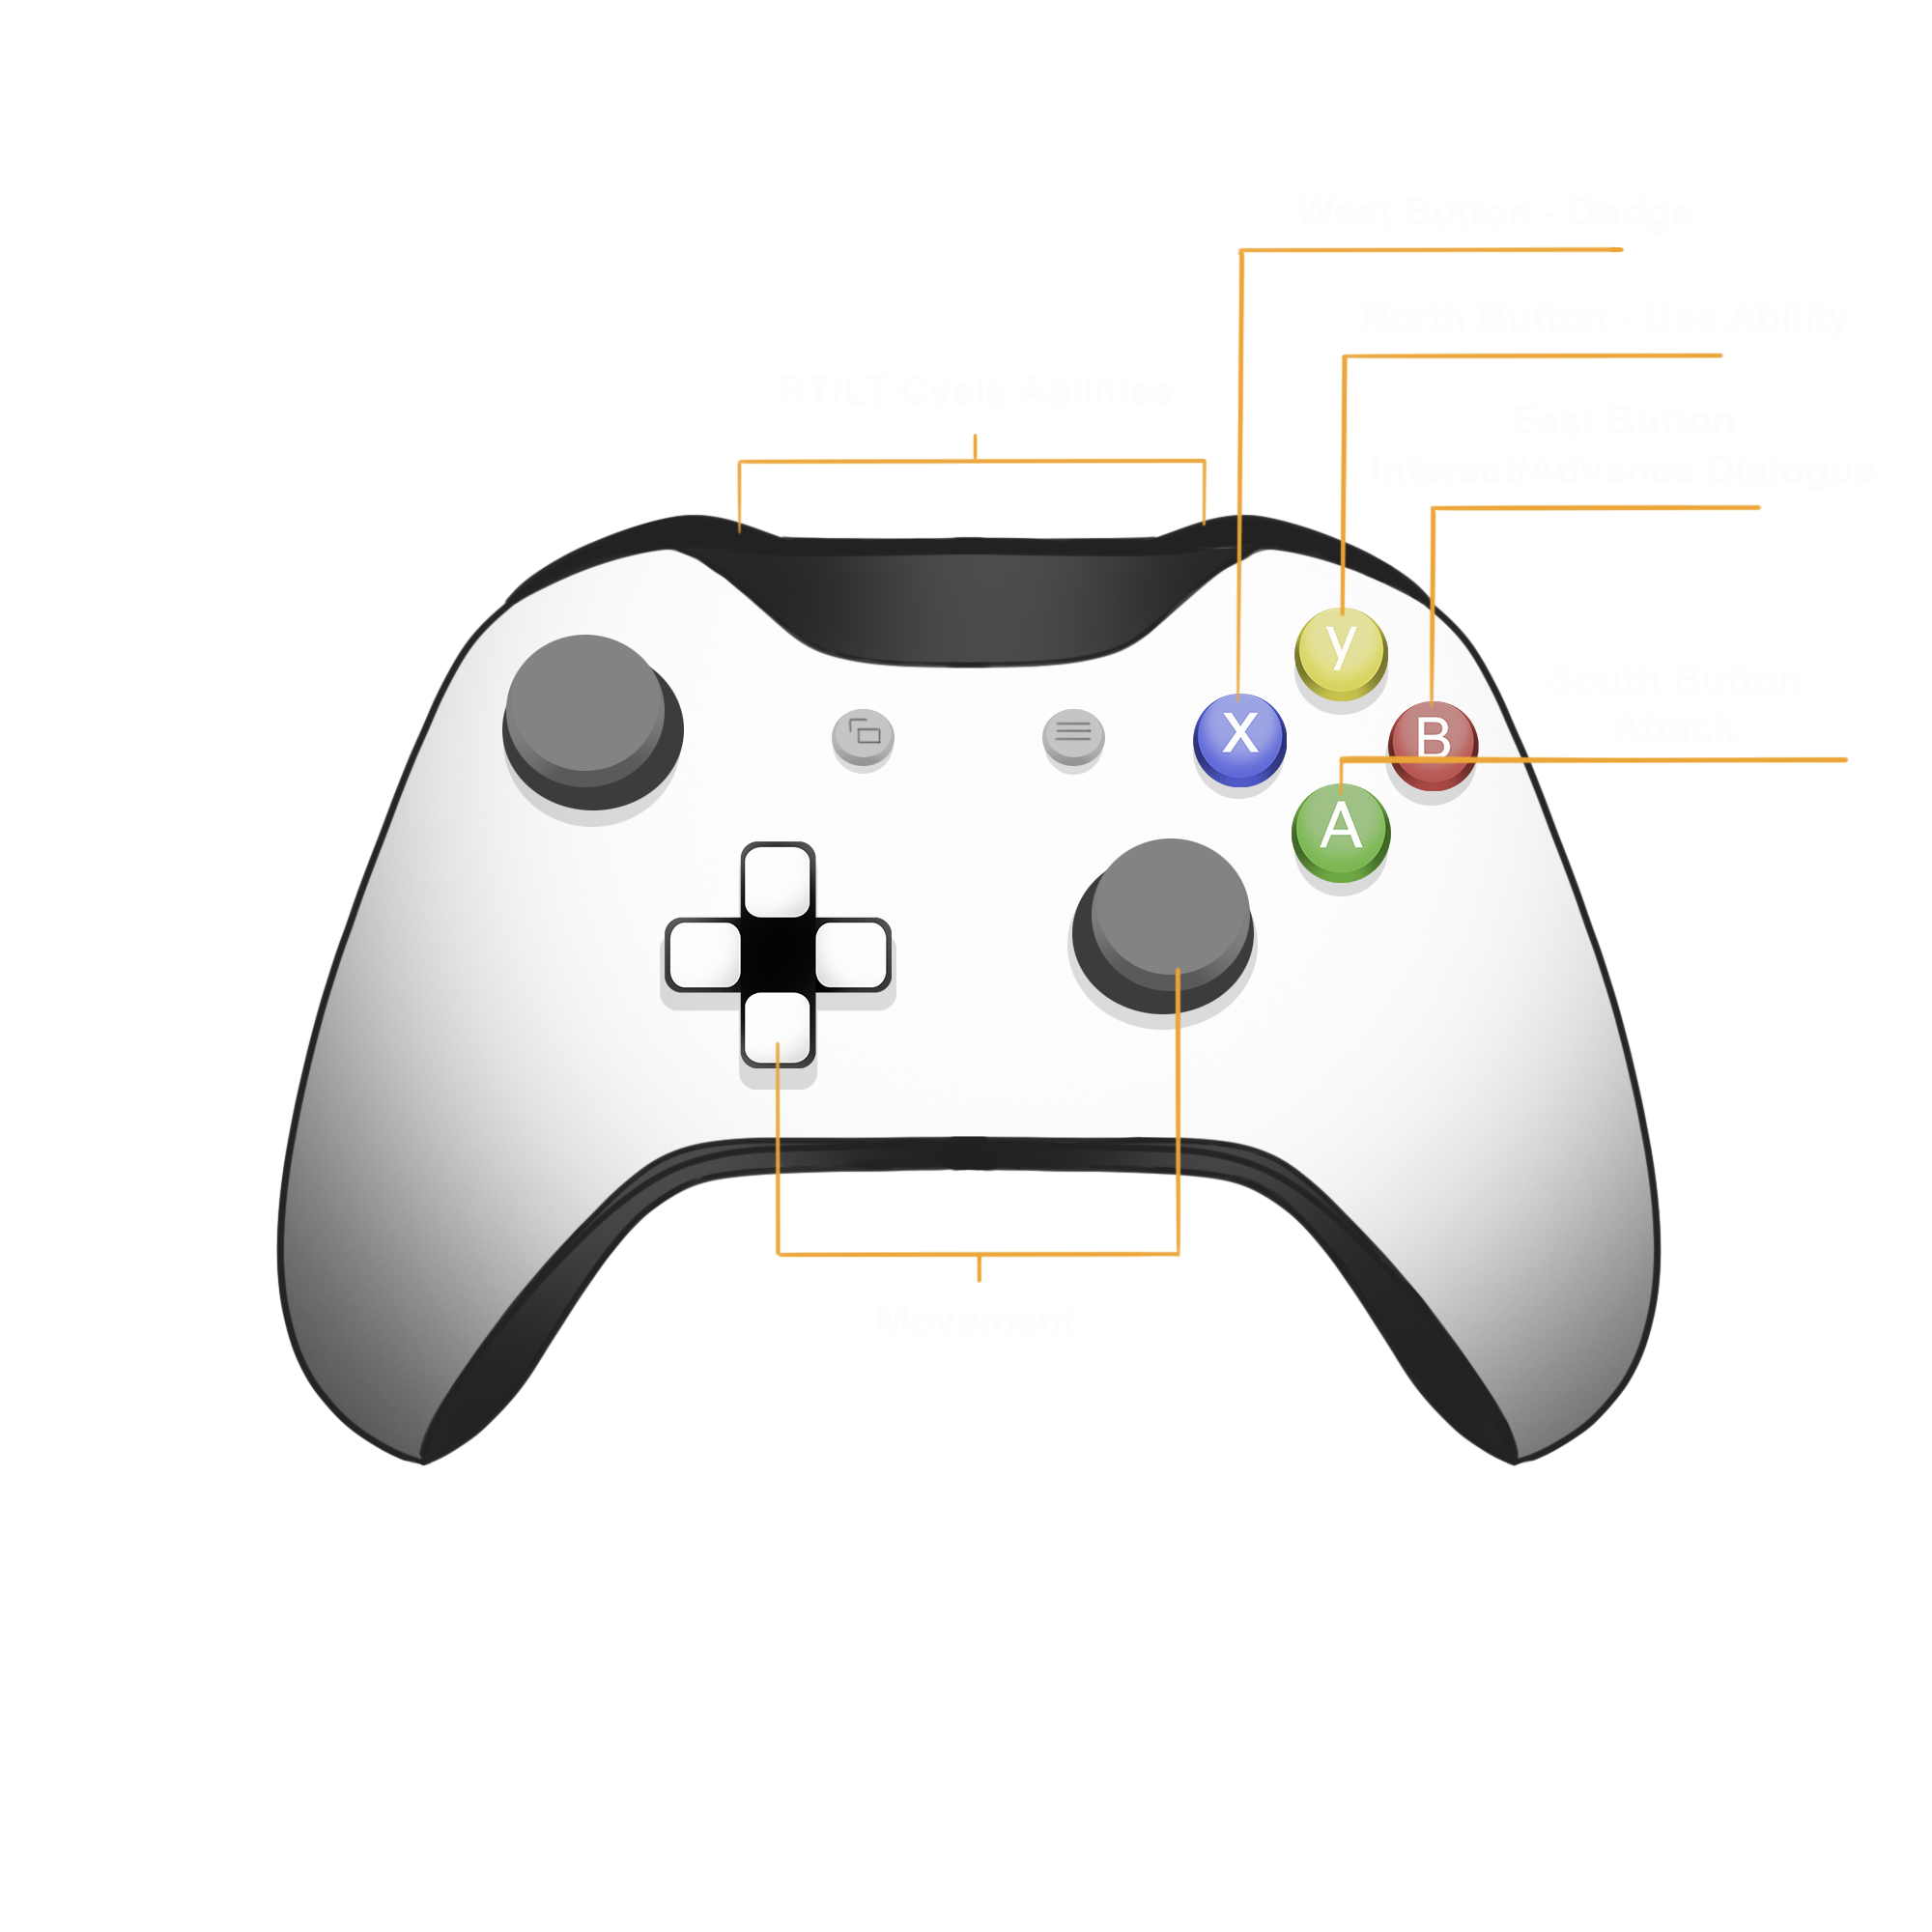 West Button - Dodge
North Button - Use Ability
RT/LT Cycle Abilities
East Button
Interact/Advance Dialogue
y
South Button
Attack
X
B
A
Movement